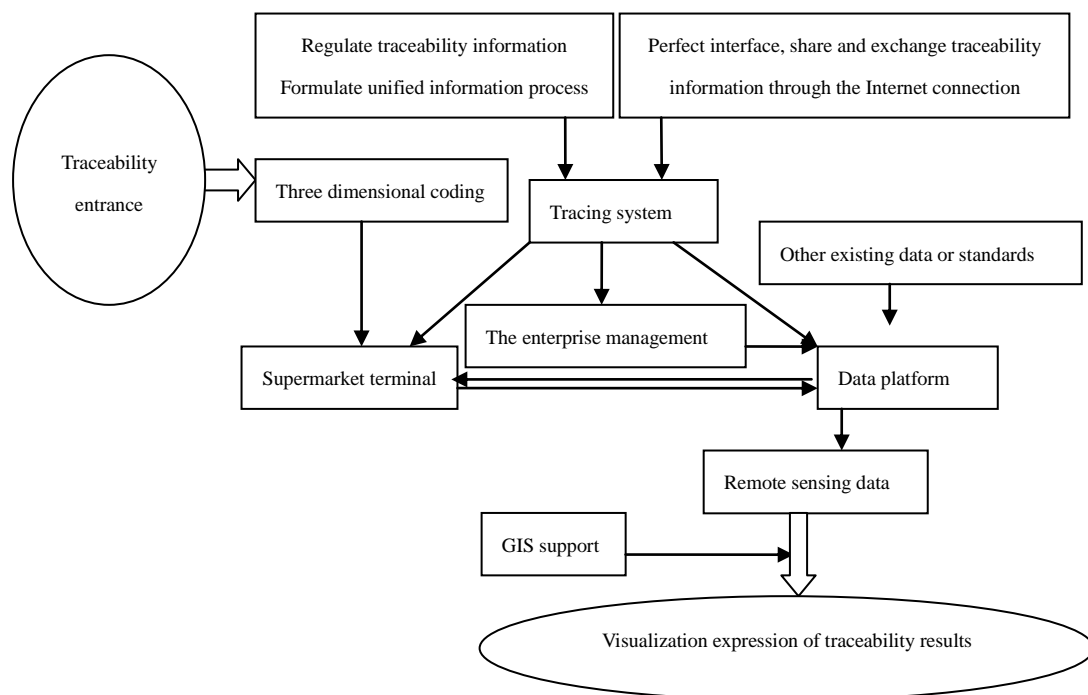 Regulate traceability information
Formulate unified information process
Perfect interface, share and exchange traceability
information through the Internet connection
Traceability
entrance
Three dimensional coding
Tracing system
Other existing data or standards
The enterprise management
Supermarket terminal
Data platform
Remote sensing data
GIS support
Visualization expression of traceability results